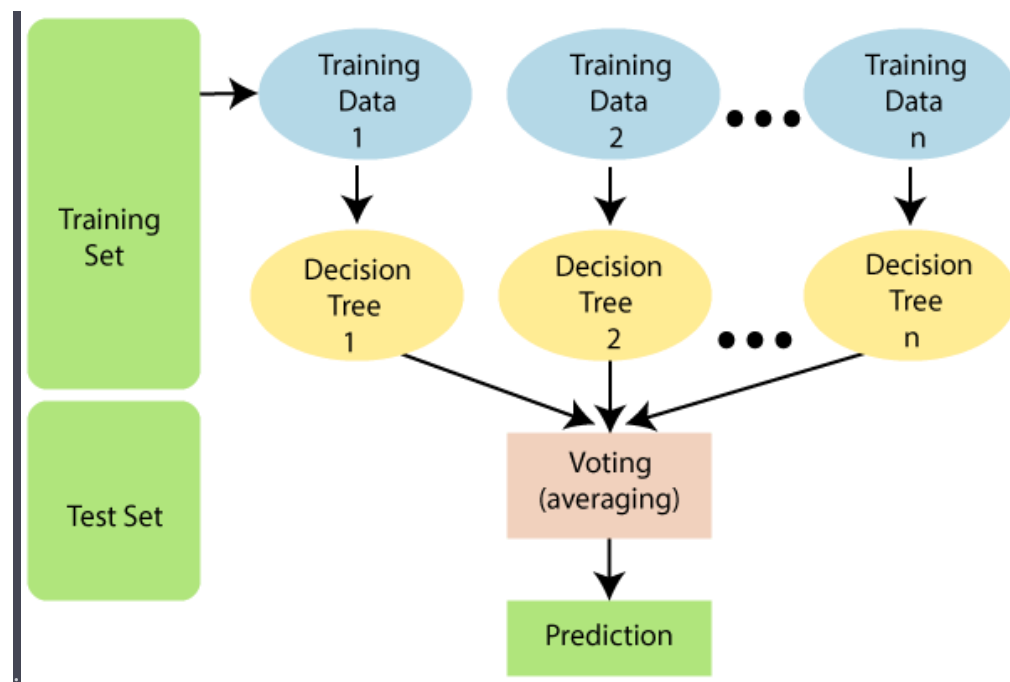 Training
Set
Training
Data
1
Training
Data
2
Training
Data
n
Decision
Tree
1
Decision
Tree
2
Decision
Tree
n
Test Set
Voting
(averaging)
Prediction